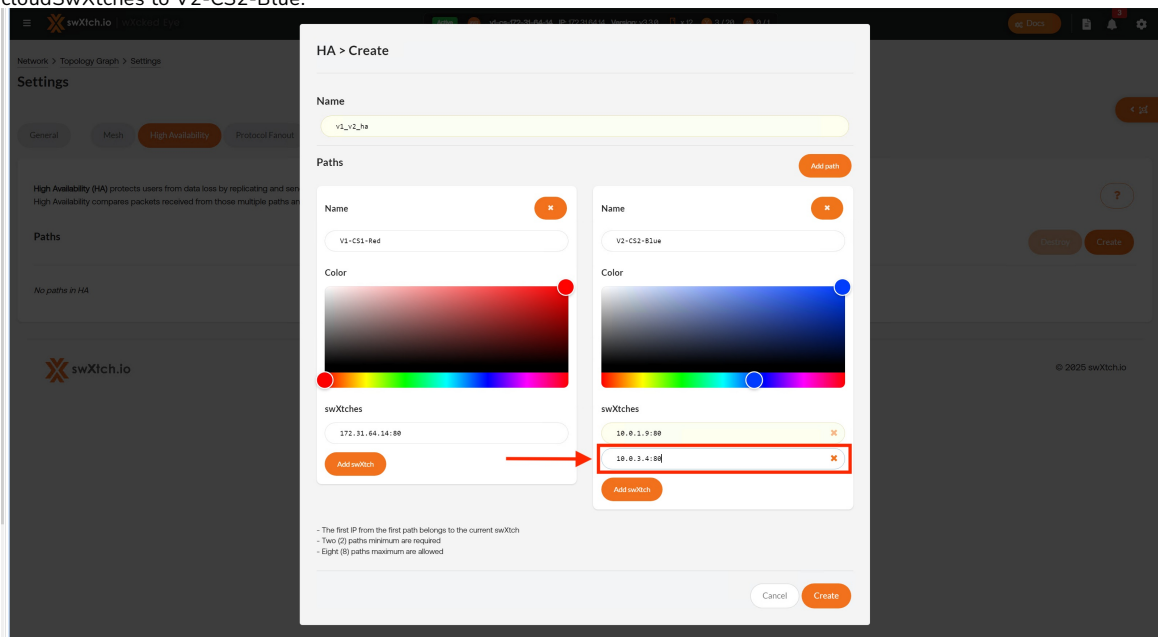 cloudSwXtches to V2-CS2-Blue.
swXtch.io
Docs
3
Network > Topology Graph > Settings
Settings
General Mesh High Availability Protocol Fanout
High Availability (HA) protects users from data loss by replicating and sen
High Availability compares packets received from those multiple paths an
?
Paths
Create
No paths in HA
swXtch.io
© 2025 swXtch.io
HA > Create
Name
v1_v2_ha
Paths
Add path
Name
V1-CS1-Red
Color
swXtches
172.31.64.14:80
Add swXtch
Name
V2-CS2-Blue
Color
swXtches
10.0.1.9:80
10.0.3.4:80
Add swXtch
- The first IP from the first path belongs to the current swXtch
- Two (2) paths minimum are required
- Eight (8) paths maximum are allowed
Cancel Create